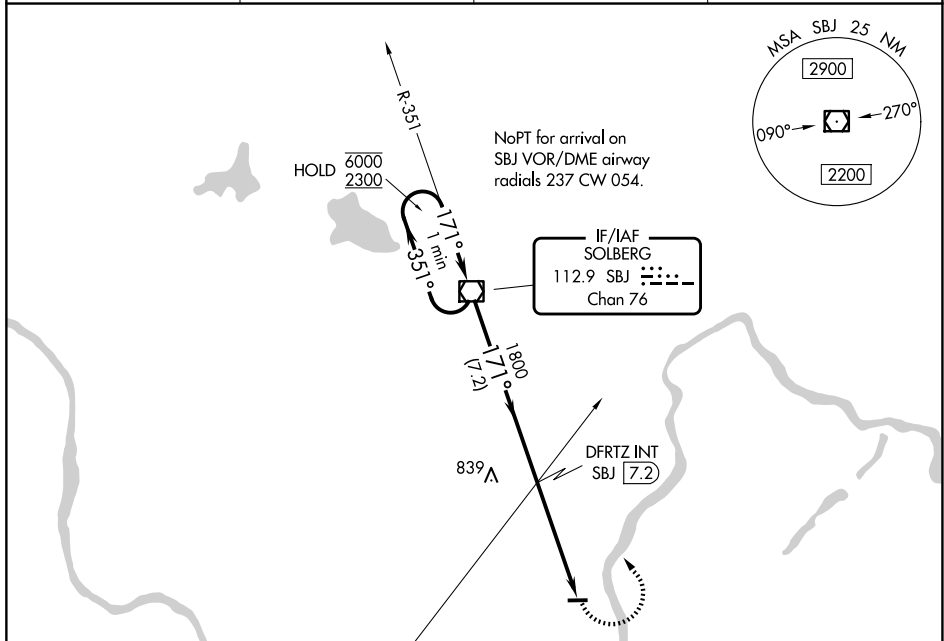 MSA SBJ 25 NM
2900
090°
270°
2200
R-351
NoPT for arrival on
SBJ VOR/DME airway
radials 237 CW 054.
HOLD 6000
2300
171°
1 min
351°
IF/IAF
SOLBERG
112.9 SBJ
Chan 76
1800
171°
(7.2)
DFRTZ INT
SBJ 7.2
839